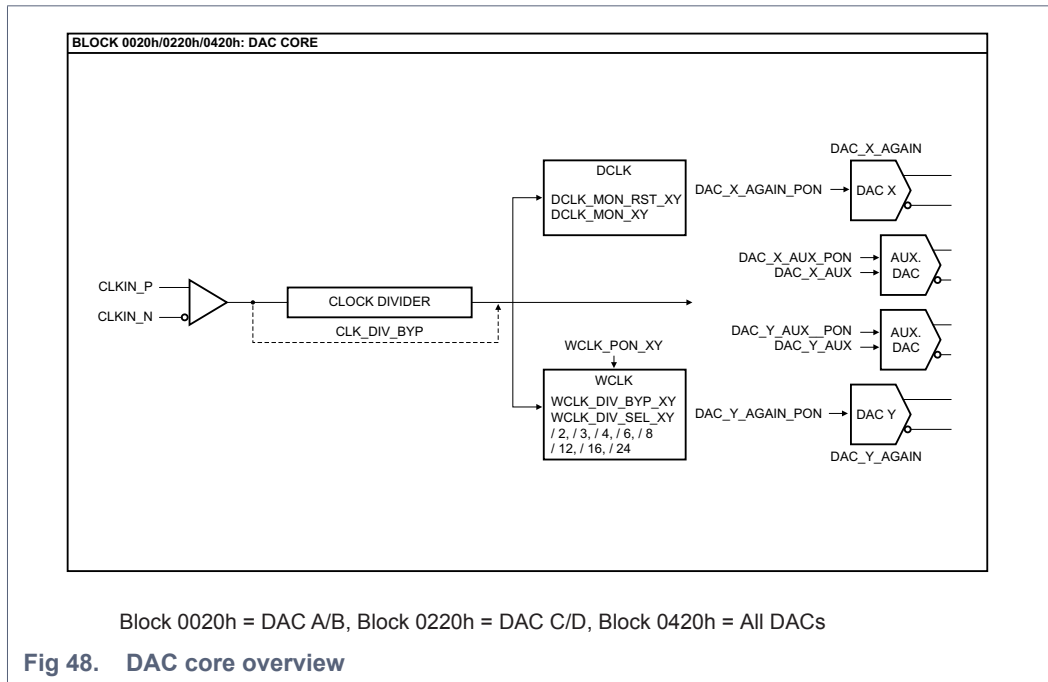 BLOCK 0020h/0220h/0420h: DAC CORE
CLKIN_P
CLKIN_N
CLOCK DIVIDER
CLK_DIV_BYP
DCLK
DCLK_MON_RST_XY
DCLK_MON_XY
WCLK_PON_XY
WCLK
WCLK_DIV_BYP_XY
WCLK_DIV_SEL_XY
/ 2, / 3, / 4, / 6, / 8
/ 12, / 16, / 24
DAC_X_AGAIN
DAC_X_AGAIN_PON
DAC X
DAC_X_AUX_PON
DAC_X_AUX
AUX.
DAC
DAC_Y_AUX__PON
DAC_Y_AUX
AUX.
DAC
DAC_Y_AGAIN_PON
DAC Y
DAC_Y_AGAIN
Block 0020h = DAC A/B, Block 0220h = DAC C/D, Block 0420h = All DACs
Fig 48. DAC core overview